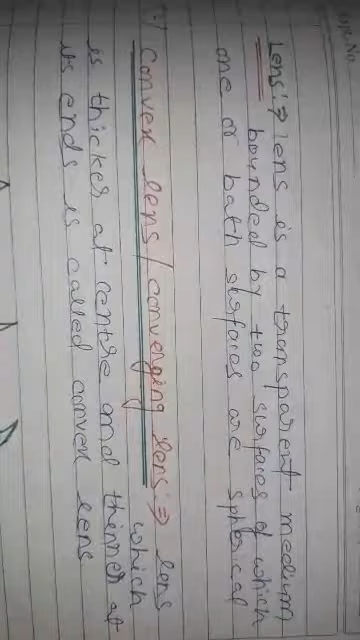 Lens :⇒ Lens is a transparent medium
bounded by two surfaces of which
one or both surfaces are spherical
1) Convex lens / converging lens :⇒ lens which
is thicker at centre and thinner at
its ends is called convex lens